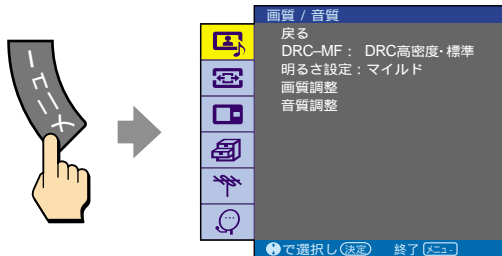 メニュー
画質 / 音質
戻る
DRC–MF： DRC高密度・標準
明るさ設定：マイルド
画質調整
音質調整
で選択し 決定 終了 メニュー